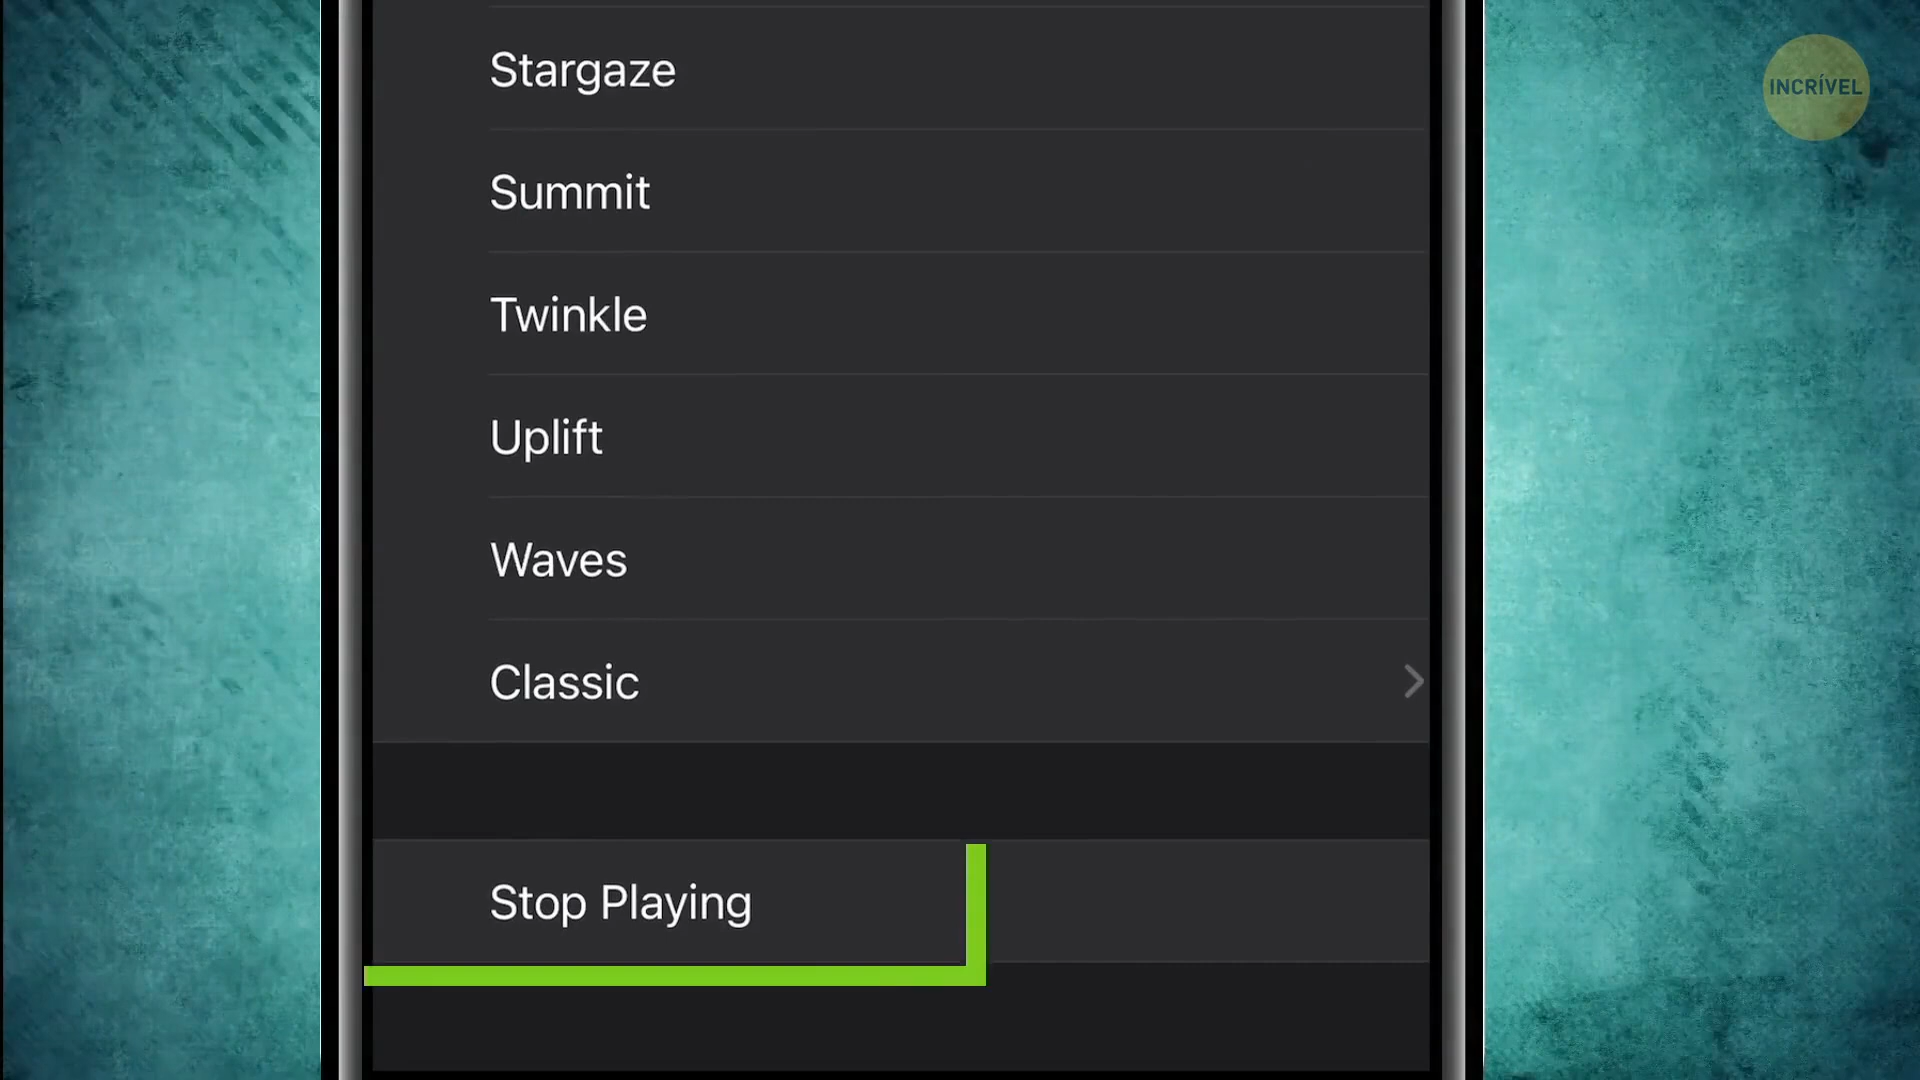 INCRÍVEL
Stargaze
Summit
Twinkle
Uplift
Waves
Classic
Stop Playing